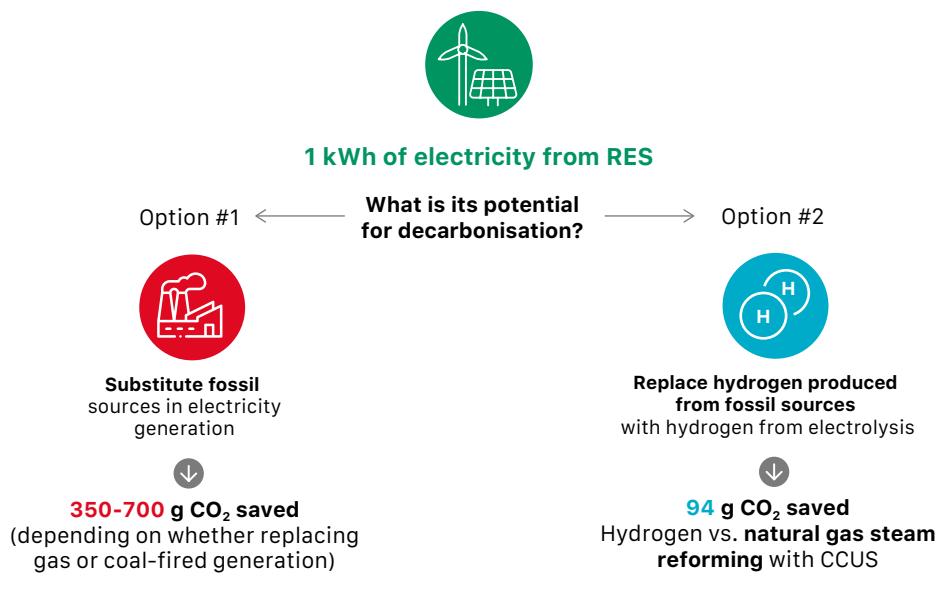 1 kWh of electricity from RES
What is its potential
for decarbonisation?
Option #1
Option #2
H
H
Substitute fossil
sources in electricity
generation
350-700 g CO₂ saved
(depending on whether replacing
gas or coal-fired generation)
Replace hydrogen produced
from fossil sources
with hydrogen from electrolysis
94 g CO₂ saved
Hydrogen vs. natural gas steam
reforming with CCUS